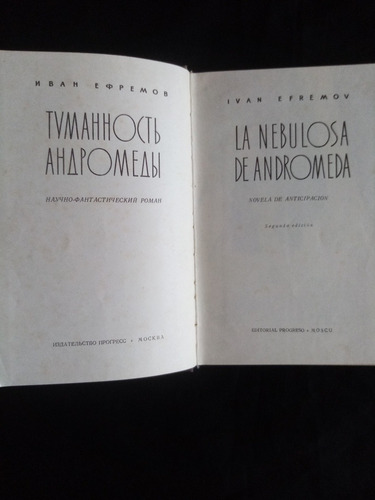 ИВАН ЕФРЕМОВ
ТУМАННОСТЬ
АНДРОМЕДЫ
НАУЧНО-ФАНТАСТИЧЕСКИЙ РОМАН
ИЗДАТЕЛЬСТВО ПРОГРЕСС • МОСКВА
IVAN EFRÉMOV
LA NEBULOSA
DE ANDROMEDA
NOVELA DE ANTICIPACION
Segunda edición
EDITORIAL PROGRESO • MOSCU